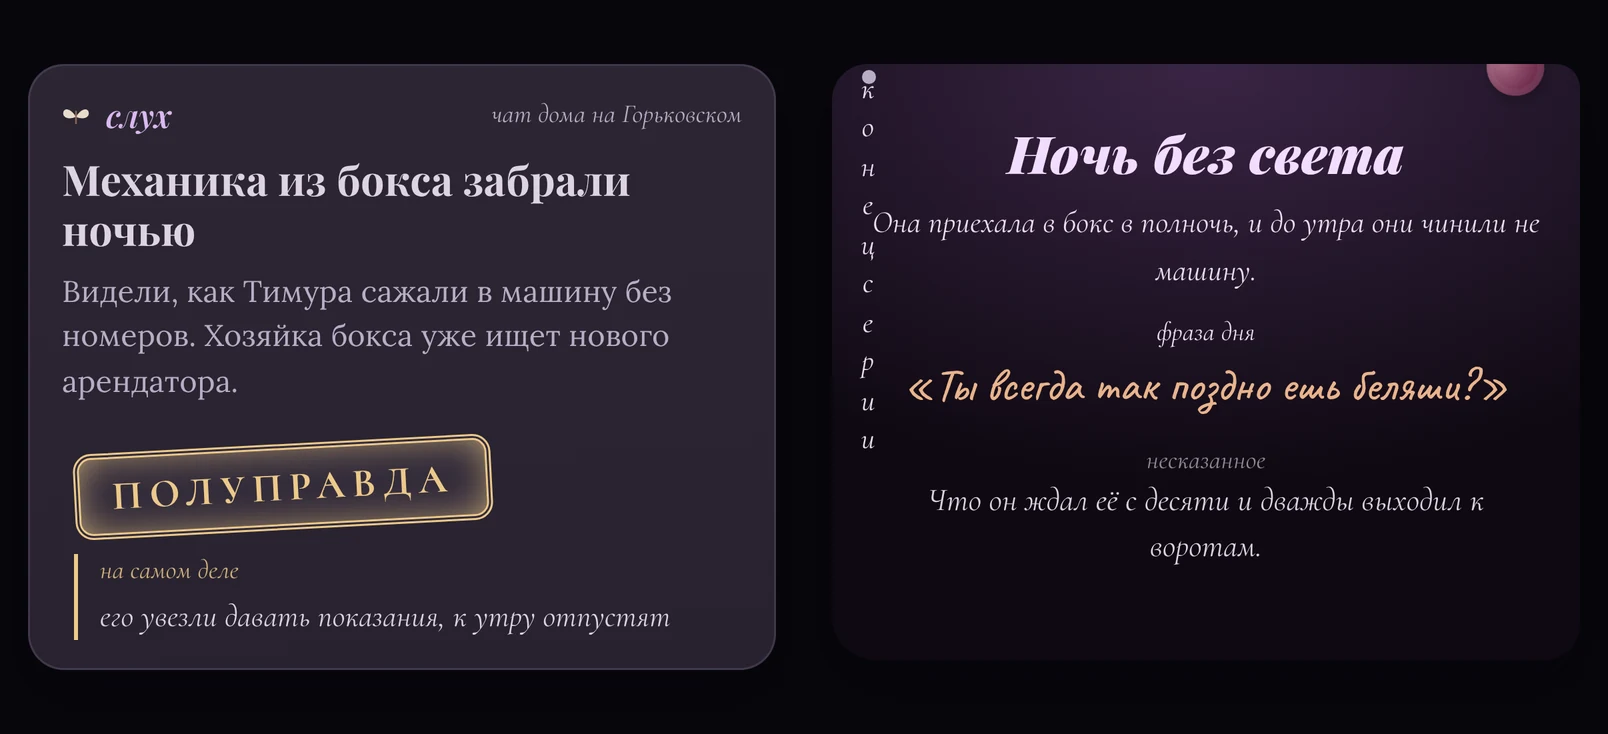 слух
чат дома на Горьковском
Механика из бокса забрали
ночью
Видели, как Тимура сажали в машину без
номеров. Хозяйка бокса уже ищет нового
арендатора.
ПОЛУПРАВДА
на самом деле
его увезли давать показания, к утру отпустят
конец серии
Ночь без света
Она приехала в бокс в полночь, и до утра они чинили не
машину.
фраза дня
«Ты всегда так поздно ешь беляши?»
несказанное
Что он ждал её с десяти и дважды выходил к
воротам.